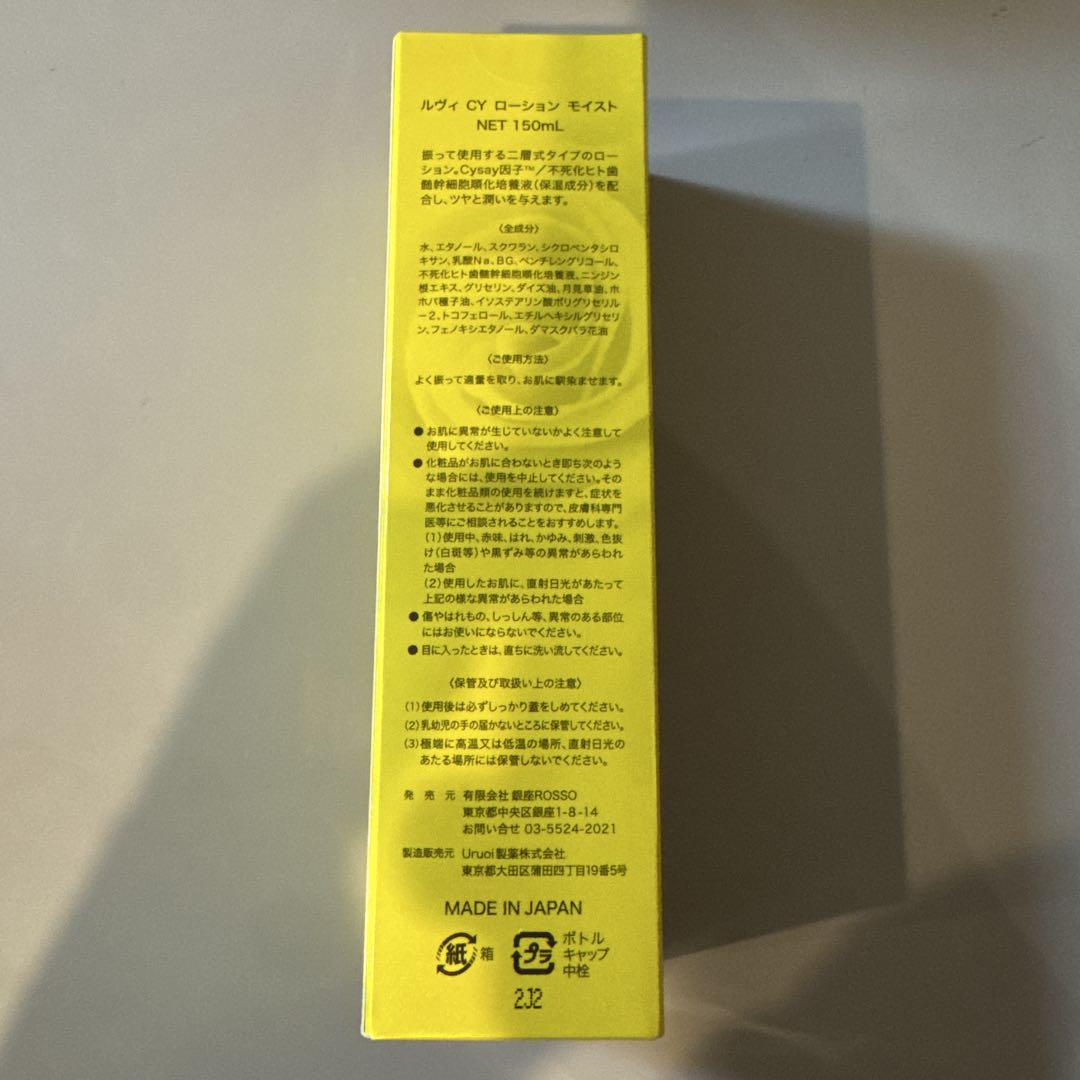 ルヴィ CY ローション モイスト
NET 150mL
振って使用する二層式タイプのロー
ション。Cysay因子™/不死化ヒト歯
髄幹細胞順化培養液(保湿成分)を配
合し、ツヤと潤いを与えます。
〈全成分〉
水、エタノール、スクワラン、シクロペンタシロ
キサン、乳酸Na、BG、ペンチレングリコール、
不死化ヒト歯髄幹細胞順化培養液、ニンジン
根エキス、グリセリン、ダイズ油、月見草油、ホ
ホバ種子油、イソステアリン酸ポリグリセリル
-2、トコフェロール、エチルヘキシルグリセリ
ン、フェノキシエタノール、ダマスクバラ花油
〈ご使用方法〉
よく振って適量を取り、お肌に馴染ませます。
〈ご使用上の注意〉
●お肌に異常が生じていないかよく注意して
使用してください。
●化粧品がお肌に合わないとき即ち次のよう
な場合には、使用を中止してください。その
まま化粧品類の使用を続けますと、症状を
悪化させることがありますので、皮膚科専門
医等にご相談されることをおすすめします。
(1)使用中、赤味、はれ、かゆみ、刺激、色抜
け(白斑等)や黒ずみ等の異常があらわれ
た場合
(2)使用したお肌に、直射日光があたって
上記の様な異常があらわれた場合
●傷やはれもの、しっしん等、異常のある部位
にはお使いにならないでください。
●目に入ったときは、直ちに洗い流してください。
〈保管及び取扱い上の注意〉
(1)使用後は必ずしっかり蓋をしめてください。
(2)乳幼児の手の届かないところに保管してください。
(3)極端に高温又は低温の場所、直射日光の
あたる場所には保管しないでください。
発 売 元 有限会社 銀座ROSSO
東京都中央区銀座1-8-14
お問い合せ 03-5524-2021
製造販売元 Uruoi製薬株式会社
東京都大田区蒲田四丁目19番5号
MADE IN JAPAN
紙 箱 プラ ボトル
キャップ
中栓
2J2